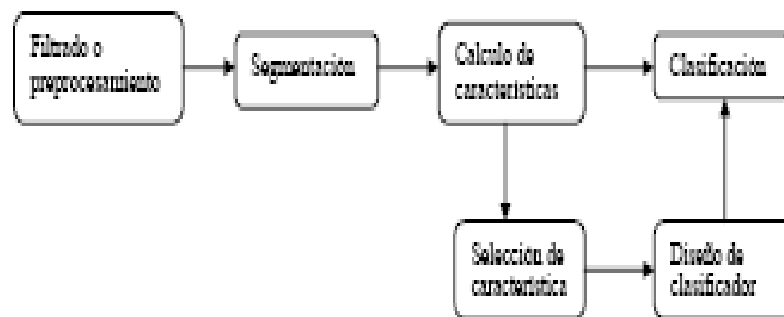 Filtrado o
preprocesamiento
Segmentación
Calculo de
características
Clasificación
Selección de
característica
Diseño de
clasificador